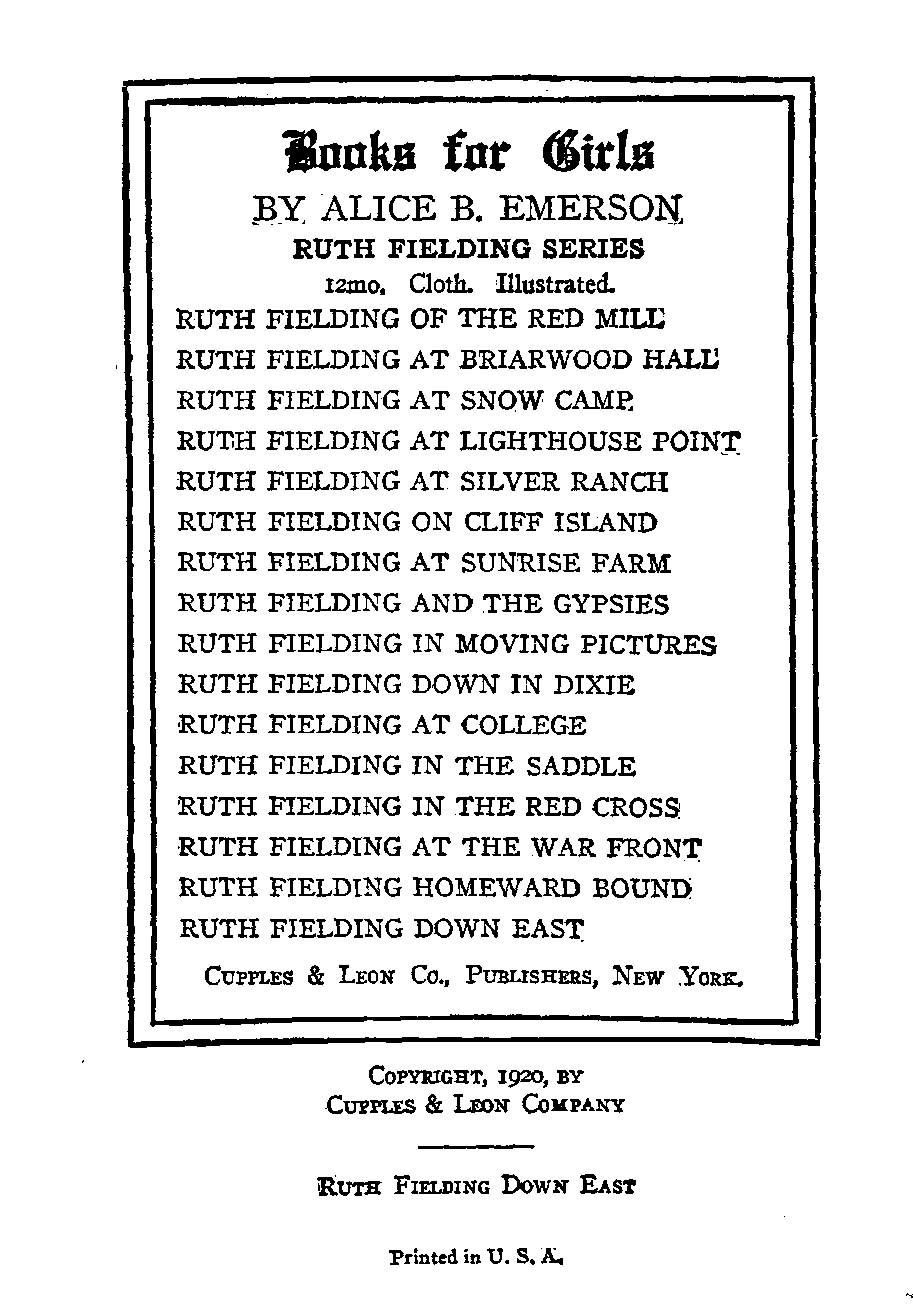 Books for Girls
BY ALICE B. EMERSON
RUTH FIELDING SERIES
12mo. Cloth. Illustrated.
RUTH FIELDING OF THE RED MILL
RUTH FIELDING AT BRIARWOOD HALL
RUTH FIELDING AT SNOW CAMP
RUTH FIELDING AT LIGHTHOUSE POINT
RUTH FIELDING AT SILVER RANCH
RUTH FIELDING ON CLIFF ISLAND
RUTH FIELDING AT SUNRISE FARM
RUTH FIELDING AND THE GYPSIES
RUTH FIELDING IN MOVING PICTURES
RUTH FIELDING DOWN IN DIXIE
RUTH FIELDING AT COLLEGE
RUTH FIELDING IN THE SADDLE
RUTH FIELDING IN THE RED CROSS
RUTH FIELDING AT THE WAR FRONT
RUTH FIELDING HOMEWARD BOUND
RUTH FIELDING DOWN EAST
CUPPLES & LEON CO., PUBLISHERS, NEW YORK.
COPYRIGHT, 1920, BY
CUPPLES & LEON COMPANY
RUTH FIELDING DOWN EAST
Printed in U. S. A.